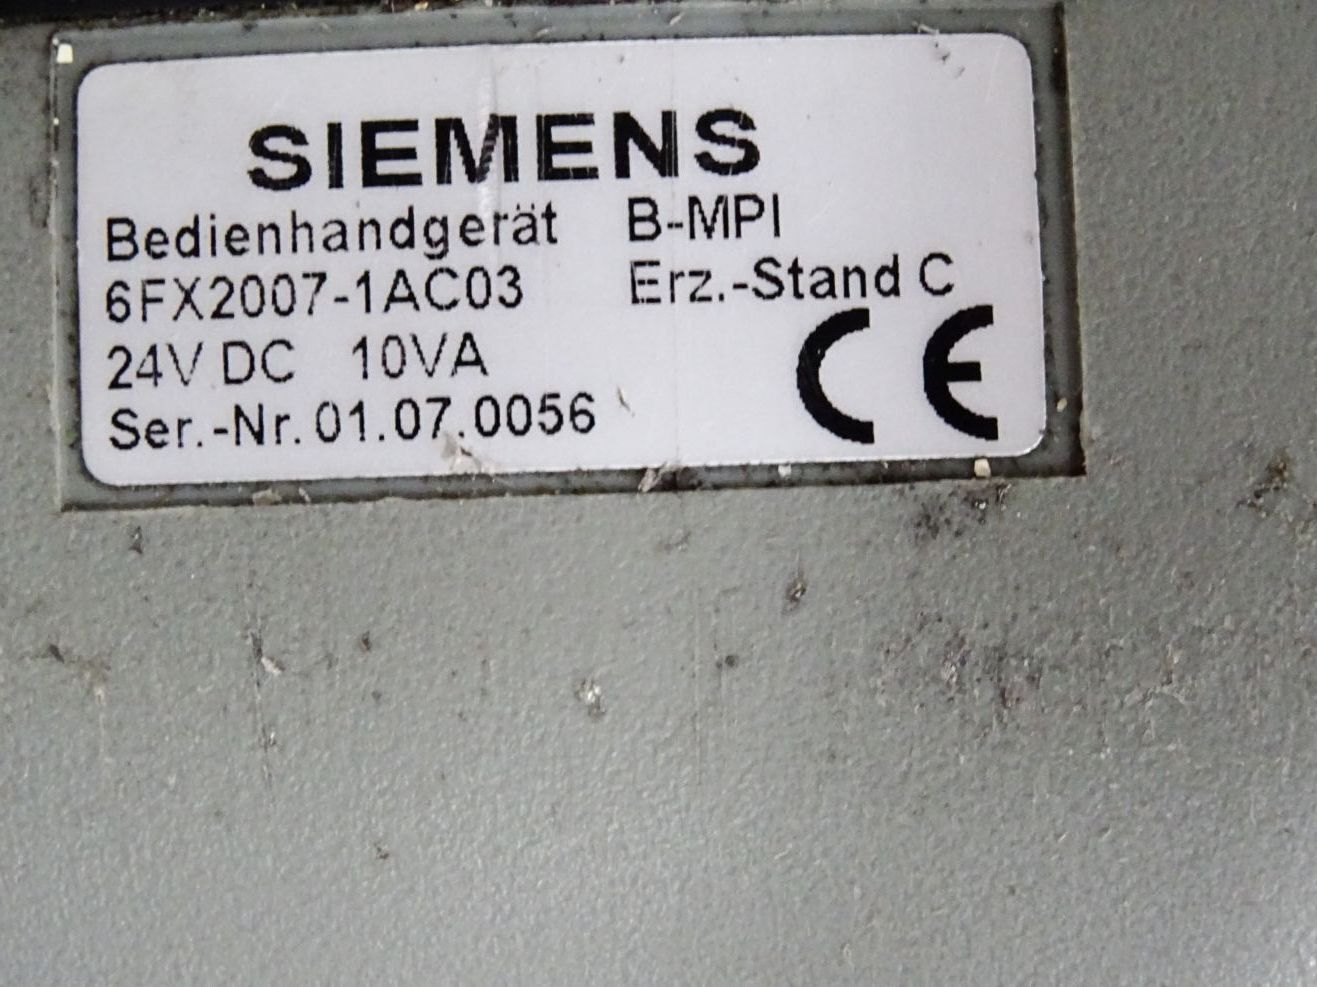 SIEMENS
Bedienhandgerät B-MPI
6FX2007-1AC03 Erz.-Stand C
24V DC 10VA
Ser.-Nr. 01.07.0056
CE